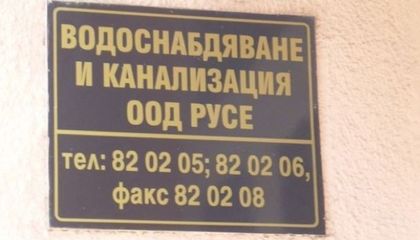 ВОДОСНАБДЯВАНЕ
И КАНАЛИЗАЦИЯ
ООД РУСЕ
тел: 82 02 05; 82 02 06,
факс 82 02 08